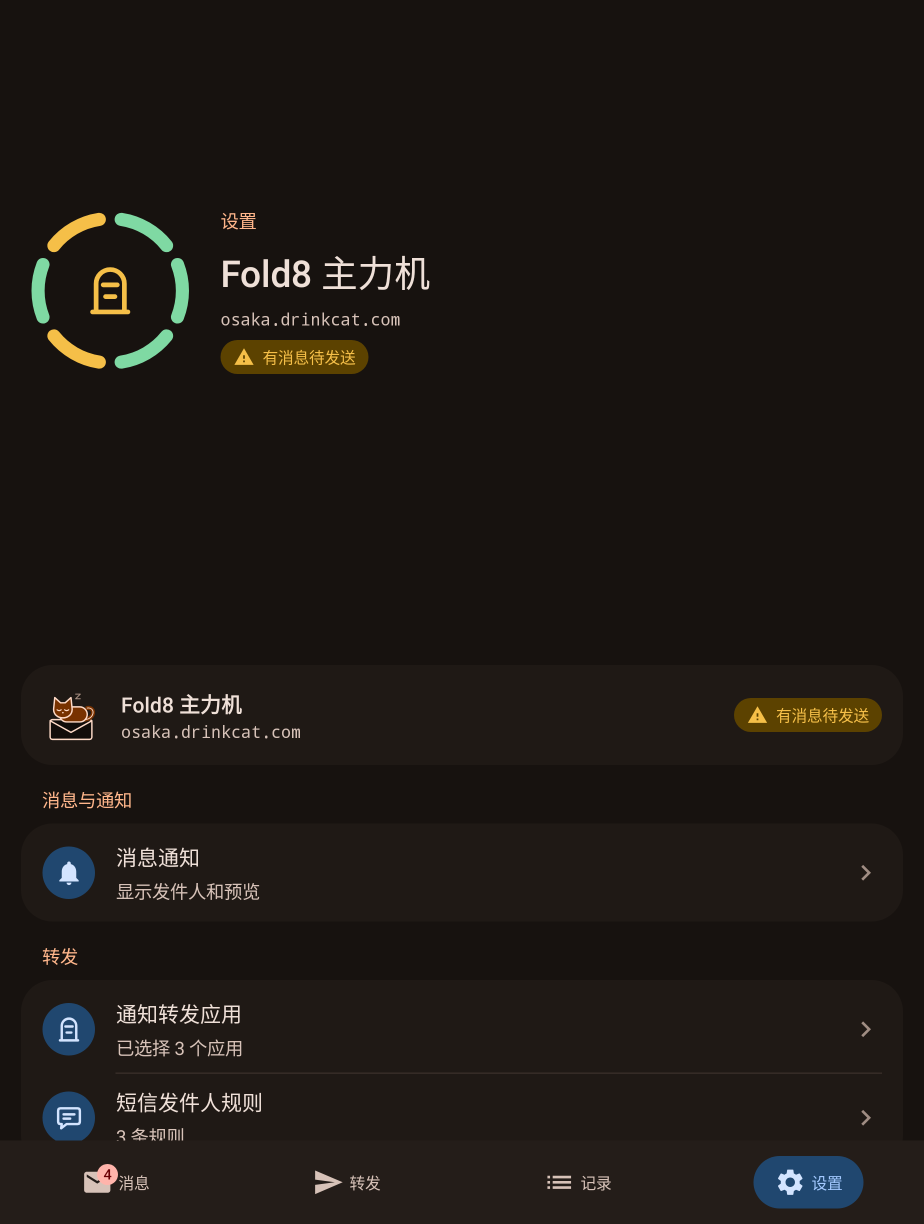 设置
Fold8 主力机
osaka.drinkcat.com
有消息待发送
z
Fold8 主力机
osaka.drinkcat.com
有消息待发送
消息与通知
消息通知
显示发件人和预览
转发
通知转发应用
已选择 3 个应用
短信发件人规则
3 条规则
4
消息
转发
记录
设置